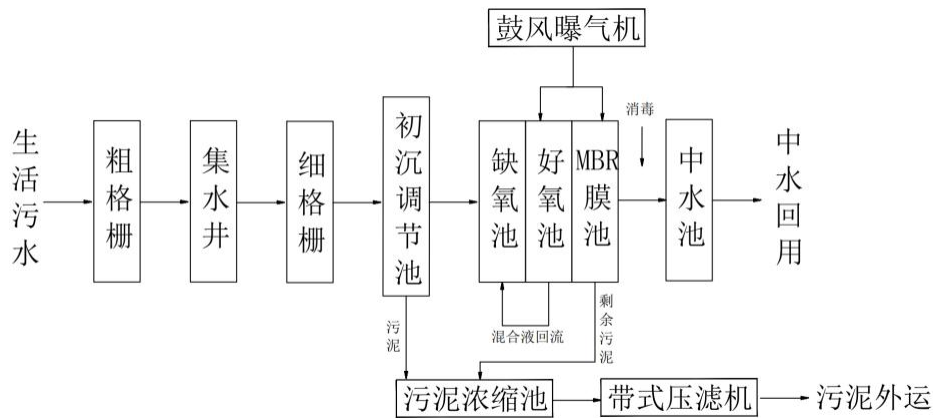 鼓风曝气机
生活污水
粗格栅
集水井
细格栅
初沉调节池
缺氧池
好氧池
MBR膜池
消毒
中水池
中水回用
污泥
混合液回流
剩余污泥
污泥浓缩池
带式压滤机
污泥外运